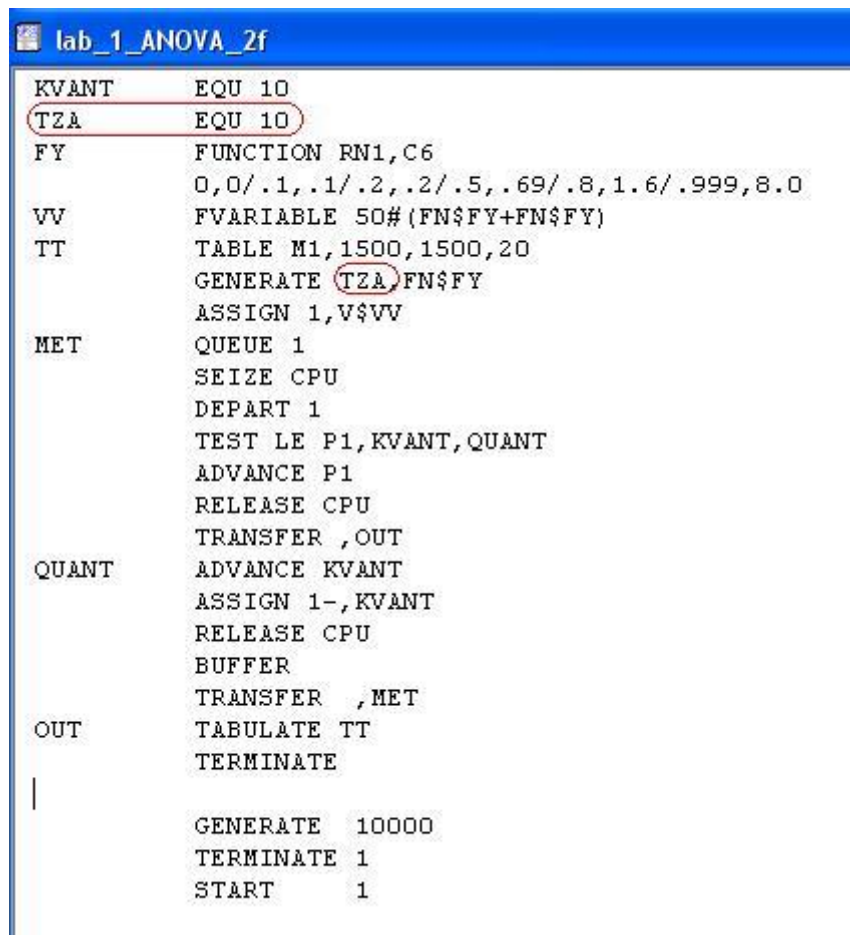 lab_1_ANOVA_2f
KVANT EQU 10
TZA EQU 10
FY FUNCTION RN1,C6
0,0/.1,.1/.2,.2/.5,.69/.8,1.6/.999,8.0
VV FVARIABLE 50#(FN$FY+FN$FY)
TT TABLE M1,1500,1500,20
GENERATE TZA,FN$FY
ASSIGN 1,V$VV
MET QUEUE 1
SEIZE CPU
DEPART 1
TEST LE P1,KVANT,QUANT
ADVANCE P1
RELEASE CPU
TRANSFER ,OUT
QUANT ADVANCE KVANT
ASSIGN 1-,KVANT
RELEASE CPU
BUFFER
TRANSFER ,MET
OUT TABULATE TT
TERMINATE
GENERATE 10000
TERMINATE 1
START 1